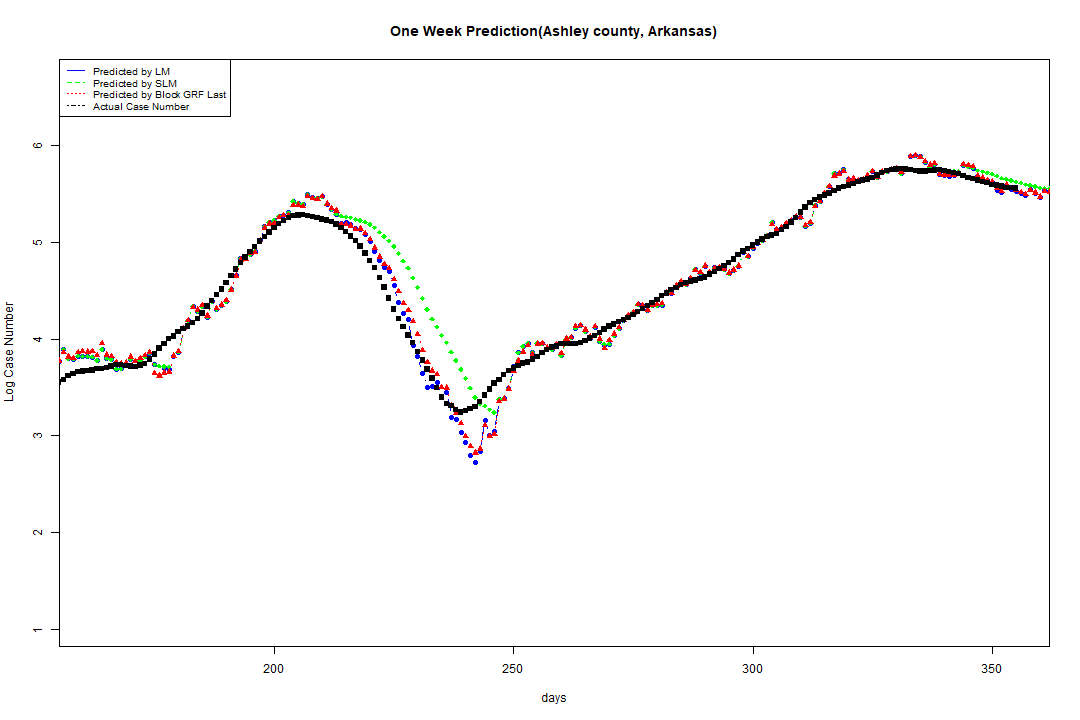 One Week Prediction(Ashley county, Arkansas)
Predicted by LM
Predicted by SLM
Predicted by Block GRF Last
Actual Case Number
6
5
4
3
2
1
Log Case Number
200 250 300 350
days